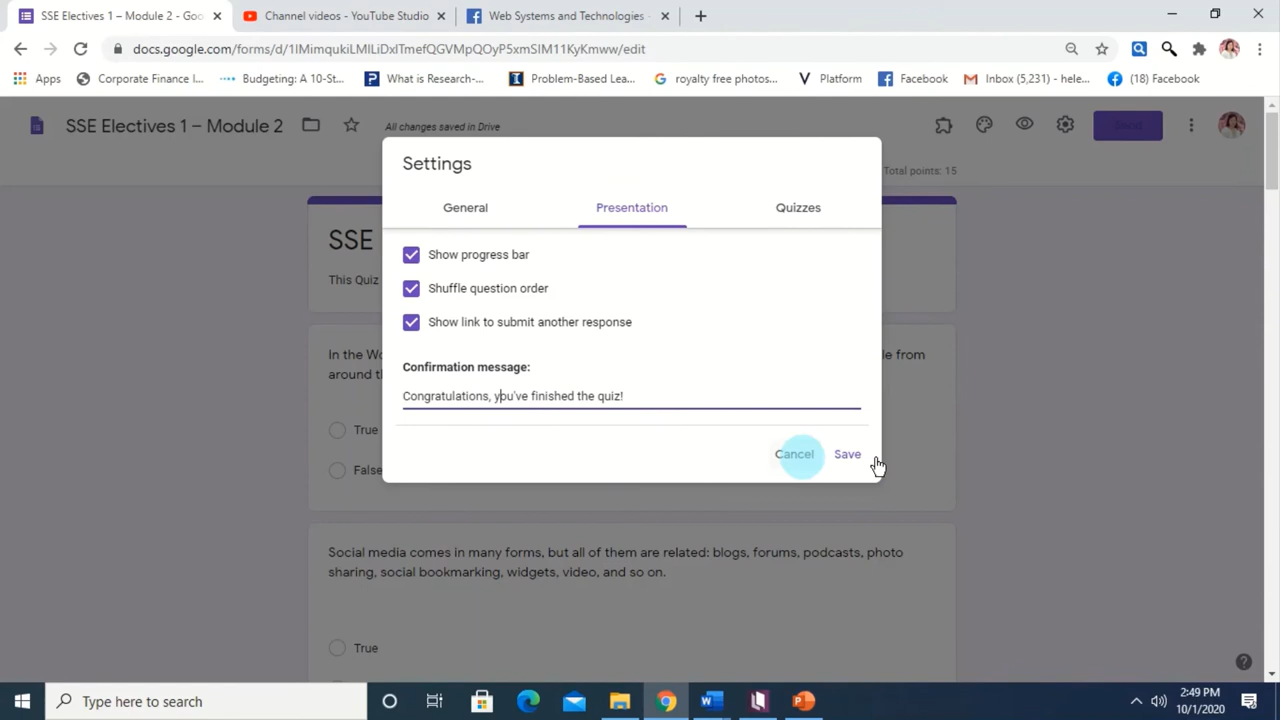 SSE Electives 1 – Module 2 - Goo
Channel videos - YouTube Studio
Web Systems and Technologies
docs.google.com/forms/d/1lMimqukiLMlLiDxITmefQGVMpQOyP5xmSIM11KyKmww/edit
Apps
Corporate Finance I...
Budgeting: A 10-St...
What is Research-...
Problem-Based Lea...
royalty free photos...
Platform
Facebook
Inbox (5,231) - hele...
(18) Facebook
SSE Electives 1 – Module 2
All changes saved in Drive
Send
Total points: 15
Settings
General
Presentation
Quizzes
Show progress bar
Shuffle question order
Show link to submit another response
Confirmation message:
Congratulations, you've finished the quiz!
Cancel
Save
SSE
This Quiz
In the Wo
le from
around th
True
False
Social media comes in many forms, but all of them are related: blogs, forums, podcasts, photo
sharing, social bookmarking, widgets, video, and so on.
True
Type here to search
2:49 PM
10/1/2020